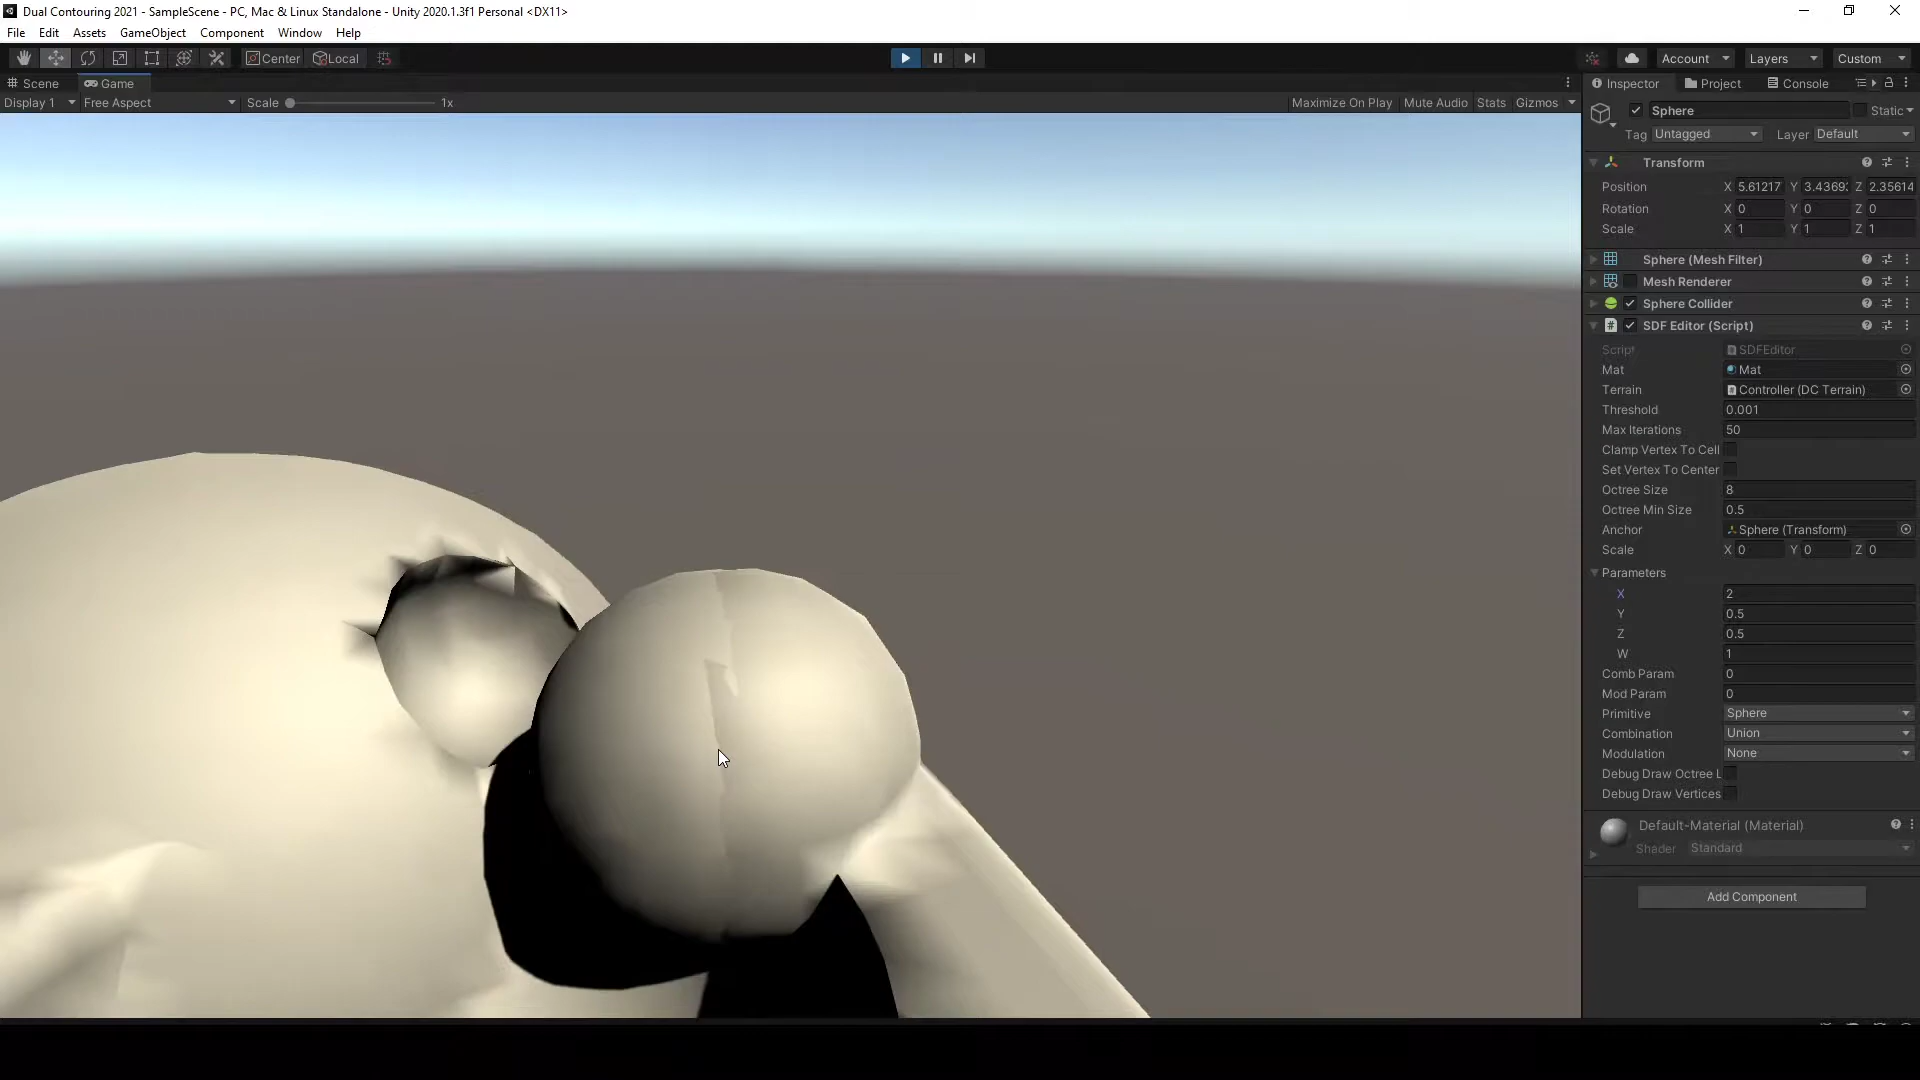 Dual Contouring 2021 - SampleScene - PC, Mac & Linux Standalone - Unity 2020.1.3f1 Personal <DX11>
File Edit Assets GameObject Component Window Help
Center Local Account Layers Custom
Scene Game Inspector Project Console
Display 1 Free Aspect Scale 1x Maximize On Play Mute Audio Stats Gizmos
Sphere Static
Tag Untagged Layer Default
Transform
Position X 5.61217 Y 3.4369 Z 2.35614
Rotation X 0 Y 0 Z 0
Scale X 1 Y 1 Z 1
Sphere (Mesh Filter)
Mesh Renderer
Sphere Collider
# SDF Editor (Script)
Script SDFEditor
Mat Mat
Terrain Controller (DC Terrain)
Threshold 0.001
Max Iterations 50
Clamp Vertex To Cell
Set Vertex To Center
Octree Size 8
Octree Min Size 0.5
Anchor Sphere (Transform)
Scale X 0 Y 0 Z 0
Parameters
X 2
Y 0.5
Z 0.5
W 1
Comb Param 0
Mod Param 0
Primitive Sphere
Combination Union
Modulation None
Debug Draw Octree L
Debug Draw Vertices
Default-Material (Material)
Shader Standard
Add Component